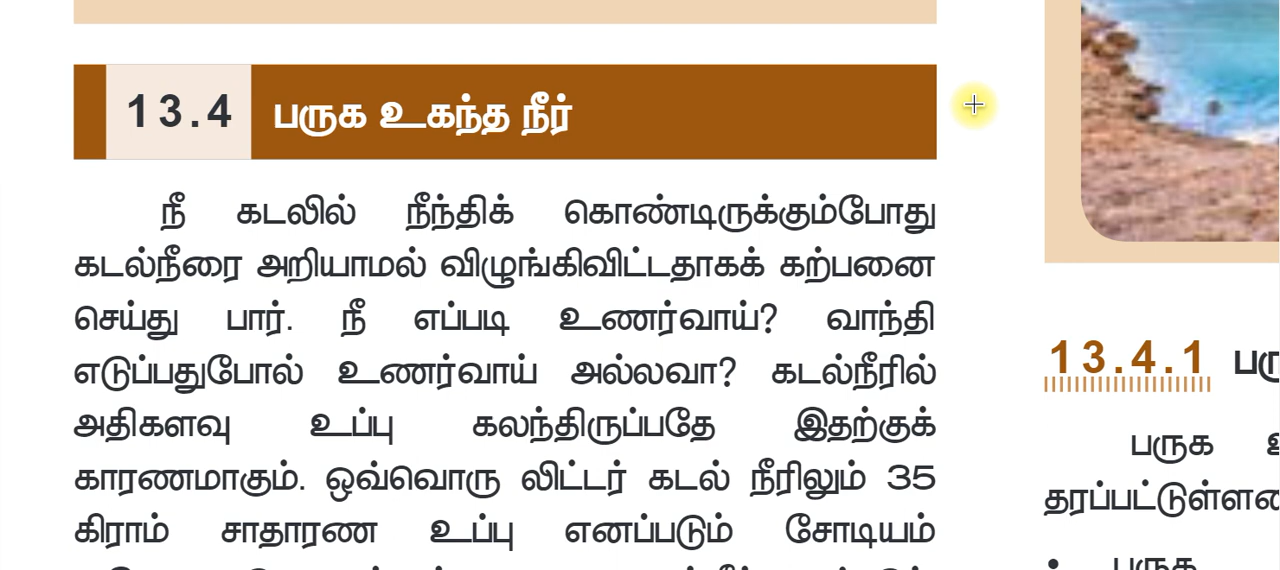 13.4 பருக உகந்த நீர்
நீ கடலில் நீந்திக் கொண்டிருக்கும்போது
கடல்நீரை அறியாமல் விழுங்கிவிட்டதாகக் கற்பனை
செய்து பார். நீ எப்படி உணர்வாய்? வாந்தி
எடுப்பதுபோல் உணர்வாய் அல்லவா? கடல்நீரில்
அதிகளவு உப்பு கலந்திருப்பதே இதற்குக்
காரணமாகும். ஒவ்வொரு லிட்டர் கடல் நீரிலும் 35
கிராம் சாதாரண உப்பு எனப்படும் சோடியம்
13.4.1
பருக
தரப்பட்டுள்ள
• பருக